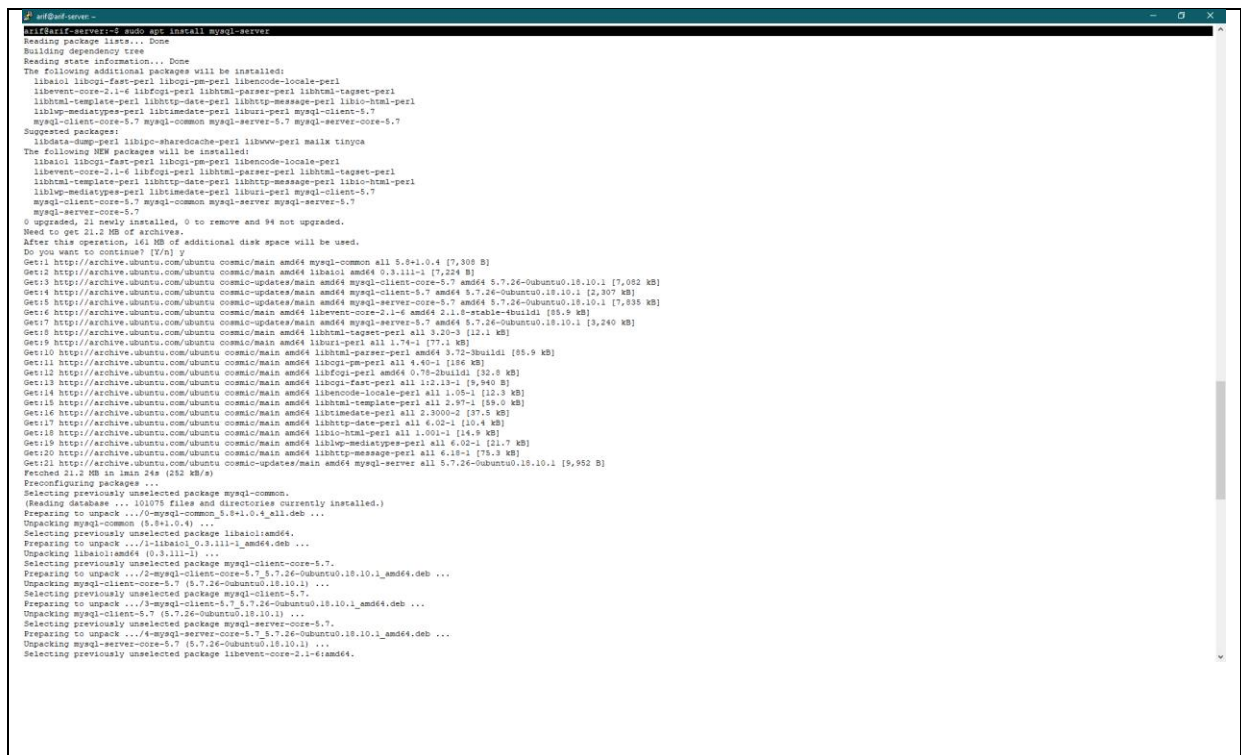 arif@arif-server: ~
arif@arif-server:~$ sudo apt install mysql-server
Reading package lists... Done
Building dependency tree
Reading state information... Done
The following additional packages will be installed:
  libaio1 libcgi-fast-perl libcgi-pm-perl libencode-locale-perl
  libevent-core-2.1-6 libfcgi-perl libhtml-parser-perl libhtml-tagset-perl
  libhtml-template-perl libhttp-date-perl libhttp-message-perl libio-html-perl
  liblwp-mediatypes-perl libtimedate-perl liburi-perl mysql-client-5.7
  mysql-client-core-5.7 mysql-common mysql-server-5.7 mysql-server-core-5.7
Suggested packages:
  libdata-dump-perl libipc-sharedcache-perl libwww-perl mailx tinyca
The following NEW packages will be installed:
  libaio1 libcgi-fast-perl libcgi-pm-perl libencode-locale-perl
  libevent-core-2.1-6 libfcgi-perl libhtml-parser-perl libhtml-tagset-perl
  libhtml-template-perl libhttp-date-perl libhttp-message-perl libio-html-perl
  liblwp-mediatypes-perl libtimedate-perl liburi-perl mysql-client-5.7
  mysql-client-core-5.7 mysql-common mysql-server mysql-server-5.7
  mysql-server-core-5.7
0 upgraded, 21 newly installed, 0 to remove and 94 not upgraded.
Need to get 21.2 MB of archives.
After this operation, 161 MB of additional disk space will be used.
Do you want to continue? [Y/n] y
Get:1 http://archive.ubuntu.com/ubuntu cosmic/main amd64 mysql-common all 5.8+1.0.4 [7,308 B]
Get:2 http://archive.ubuntu.com/ubuntu cosmic/main amd64 libaio1 amd64 0.3.111-1 [7,224 B]
Get:3 http://archive.ubuntu.com/ubuntu cosmic-updates/main amd64 mysql-client-core-5.7 amd64 5.7.26-0ubuntu0.18.10.1 [7,082 kB]
Get:4 http://archive.ubuntu.com/ubuntu cosmic-updates/main amd64 mysql-client-5.7 amd64 5.7.26-0ubuntu0.18.10.1 [2,307 kB]
Get:5 http://archive.ubuntu.com/ubuntu cosmic-updates/main amd64 mysql-server-core-5.7 amd64 5.7.26-0ubuntu0.18.10.1 [7,835 kB]
Get:6 http://archive.ubuntu.com/ubuntu cosmic/main amd64 libevent-core-2.1-6 amd64 2.1.8-stable-4build1 [85.9 kB]
Get:7 http://archive.ubuntu.com/ubuntu cosmic-updates/main amd64 mysql-server-5.7 amd64 5.7.26-0ubuntu0.18.10.1 [3,240 kB]
Get:8 http://archive.ubuntu.com/ubuntu cosmic/main amd64 libhtml-tagset-perl all 3.20-3 [12.1 kB]
Get:9 http://archive.ubuntu.com/ubuntu cosmic/main amd64 liburi-perl all 1.74-1 [77.1 kB]
Get:10 http://archive.ubuntu.com/ubuntu cosmic/main amd64 libhtml-parser-perl amd64 3.72-3build1 [85.9 kB]
Get:11 http://archive.ubuntu.com/ubuntu cosmic/main amd64 libcgi-pm-perl all 4.40-1 [186 kB]
Get:12 http://archive.ubuntu.com/ubuntu cosmic/main amd64 libfcgi-perl amd64 0.78-2build1 [32.8 kB]
Get:13 http://archive.ubuntu.com/ubuntu cosmic/main amd64 libcgi-fast-perl all 1:2.13-1 [9,940 B]
Get:14 http://archive.ubuntu.com/ubuntu cosmic/main amd64 libencode-locale-perl all 1.05-1 [12.3 kB]
Get:15 http://archive.ubuntu.com/ubuntu cosmic/main amd64 libhtml-template-perl all 2.97-1 [59.0 kB]
Get:16 http://archive.ubuntu.com/ubuntu cosmic/main amd64 libtimedate-perl all 2.3000-2 [37.5 kB]
Get:17 http://archive.ubuntu.com/ubuntu cosmic/main amd64 libhttp-date-perl all 6.02-1 [10.4 kB]
Get:18 http://archive.ubuntu.com/ubuntu cosmic/main amd64 libio-html-perl all 1.001-1 [14.9 kB]
Get:19 http://archive.ubuntu.com/ubuntu cosmic/main amd64 liblwp-mediatypes-perl all 6.02-1 [21.7 kB]
Get:20 http://archive.ubuntu.com/ubuntu cosmic/main amd64 libhttp-message-perl all 6.18-1 [75.3 kB]
Get:21 http://archive.ubuntu.com/ubuntu cosmic-updates/main amd64 mysql-server all 5.7.26-0ubuntu0.18.10.1 [9,952 B]
Fetched 21.2 MB in 1min 24s (252 kB/s)
Preconfiguring packages ...
Selecting previously unselected package mysql-common.
(Reading database ... 101075 files and directories currently installed.)
Preparing to unpack .../0-mysql-common_5.8+1.0.4_all.deb ...
Unpacking mysql-common (5.8+1.0.4) ...
Selecting previously unselected package libaio1:amd64.
Preparing to unpack .../1-libaio1_0.3.111-1_amd64.deb ...
Unpacking libaio1:amd64 (0.3.111-1) ...
Selecting previously unselected package mysql-client-core-5.7.
Preparing to unpack .../2-mysql-client-core-5.7_5.7.26-0ubuntu0.18.10.1_amd64.deb ...
Unpacking mysql-client-core-5.7 (5.7.26-0ubuntu0.18.10.1) ...
Selecting previously unselected package mysql-client-5.7.
Preparing to unpack .../3-mysql-client-5.7_5.7.26-0ubuntu0.18.10.1_amd64.deb ...
Unpacking mysql-client-5.7 (5.7.26-0ubuntu0.18.10.1) ...
Selecting previously unselected package mysql-server-core-5.7.
Preparing to unpack .../4-mysql-server-core-5.7_5.7.26-0ubuntu0.18.10.1_amd64.deb ...
Unpacking mysql-server-core-5.7 (5.7.26-0ubuntu0.18.10.1) ...
Selecting previously unselected package libevent-core-2.1-6:amd64.